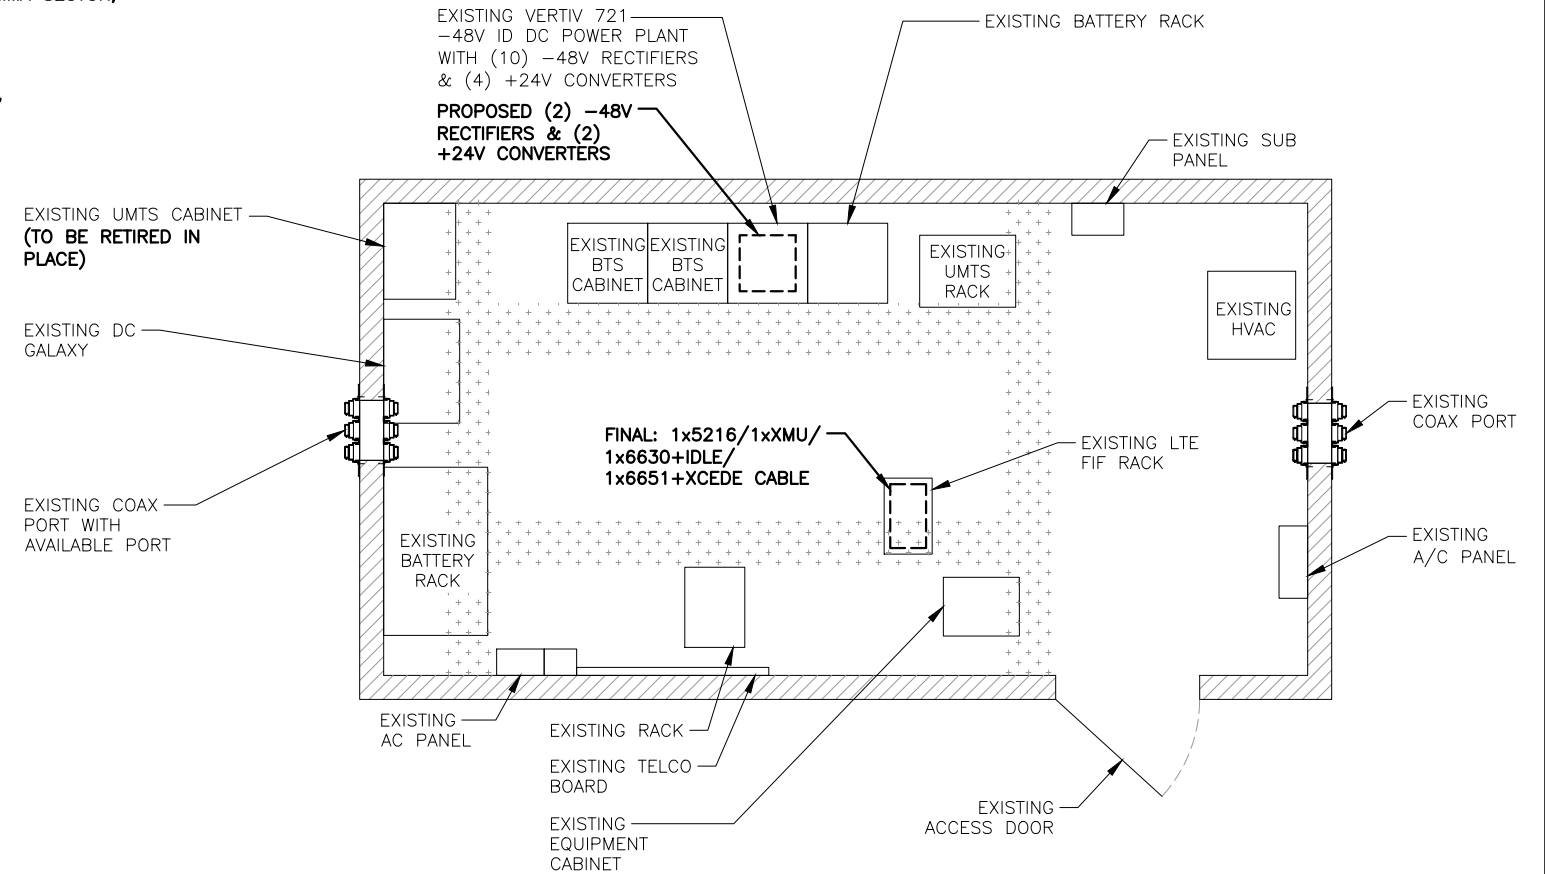 EXISTING VERTIV 721
-48V ID DC POWER PLANT
WITH (10) -48V RECTIFIERS
& (4) +24V CONVERTERS
PROPOSED (2) -48V
RECTIFIERS & (2)
+24V CONVERTERS
EXISTING BATTERY RACK
EXISTING SUB
PANEL
EXISTING UMTS CABINET
(TO BE RETIRED IN
PLACE)
EXISTING
BTS
CABINET
EXISTING
BTS
CABINET
EXISTING
UMTS
RACK
EXISTING
HVAC
EXISTING DC
GALAXY
EXISTING
COAX PORT
FINAL: 1x5216/1xXMU/
1x6630+IDLE/
1x6651+XCEDE CABLE
EXISTING LTE
FIF RACK
EXISTING COAX
PORT WITH
AVAILABLE PORT
EXISTING
BATTERY
RACK
EXISTING
A/C PANEL
EXISTING
AC PANEL
EXISTING RACK
EXISTING TELCO
BOARD
EXISTING
EQUIPMENT
CABINET
EXISTING
ACCESS DOOR